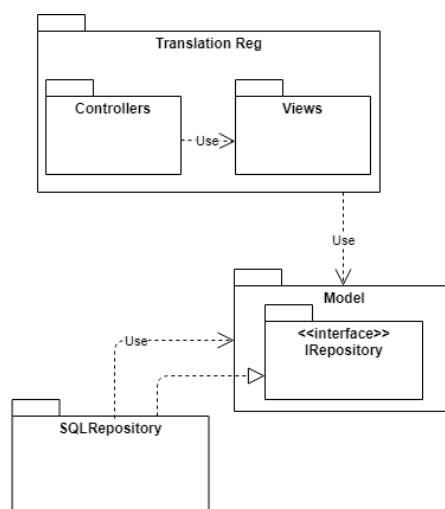 Translation Reg
Controllers
Views
Use
Use
Model
<<interface>>
IRepository
Use
SQLRepository